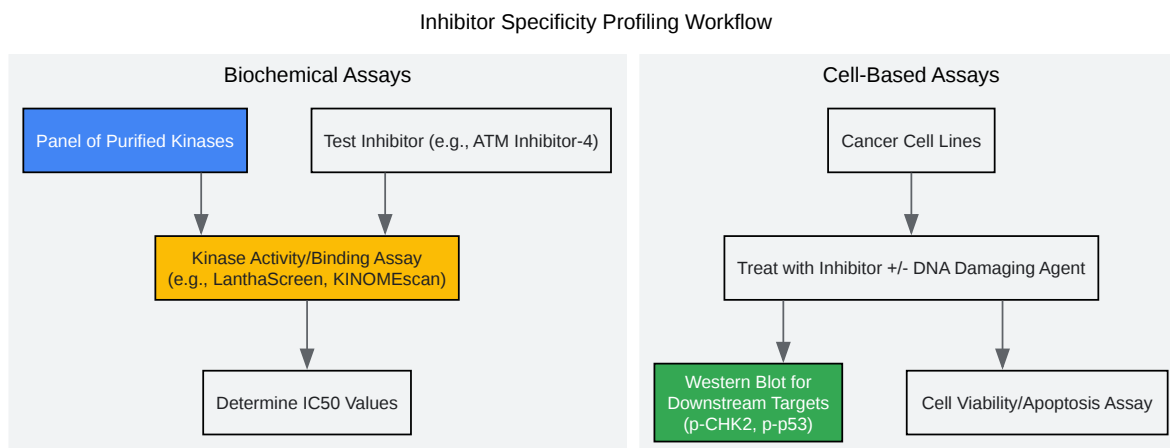 Inhibitor Specificity Profiling Workflow
Biochemical Assays
Panel of Purified Kinases
Test Inhibitor (e.g., ATM Inhibitor-4)
Kinase Activity/Binding Assay
(e.g., LanthaScreen, KINOMEscan)
Determine IC50 Values
Cell-Based Assays
Cancer Cell Lines
Treat with Inhibitor +/- DNA Damaging Agent
Western Blot for
Downstream Targets
(p-CHK2, p-p53)
Cell Viability/Apoptosis Assay